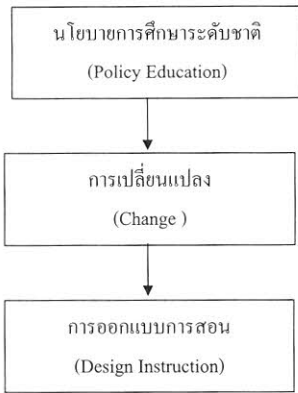 นโยบายการศึกษาระดับชาติ
(Policy Education)
การเปลี่ยนแปลง
(Change )
การออกแบบการสอน
(Design Instruction)